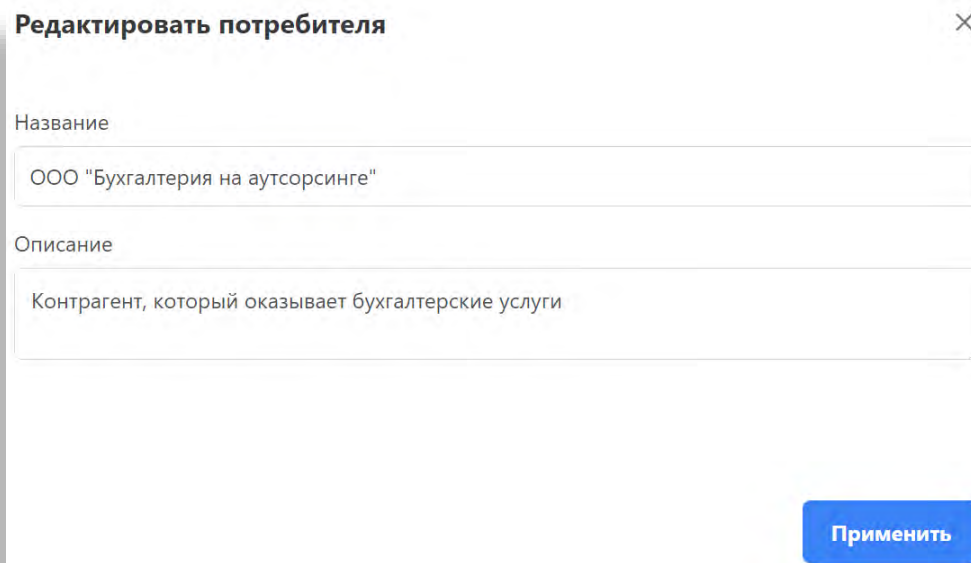 Редактировать потребителя
Название
ООО "Бухгалтерия на аутсорсинге"
Описание
Контрагент, который оказывает бухгалтерские услуги
Применить